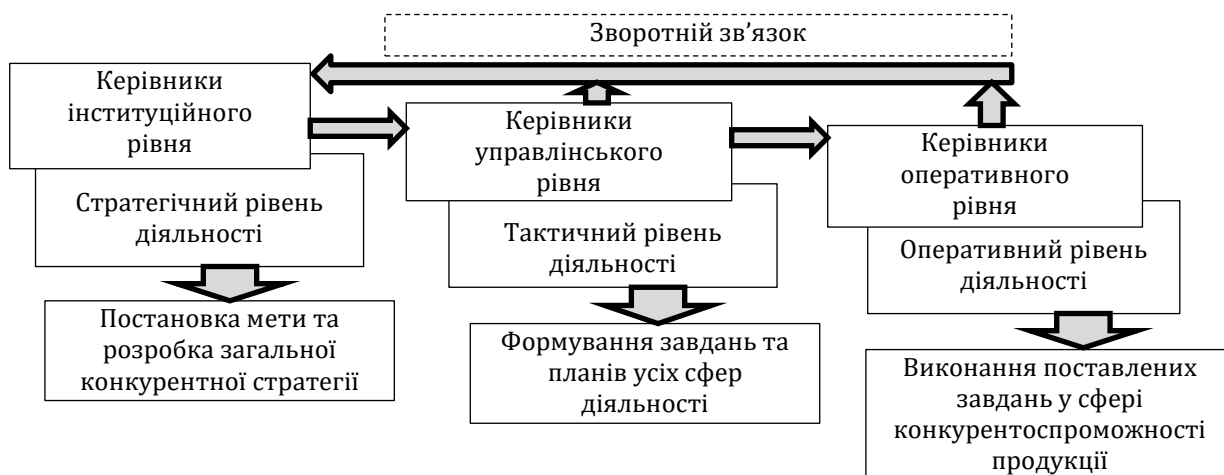 Зворотній зв’язок
Керівники
інституційного
рівня
Стратегічний рівень
діяльності
Постановка мети та
розробка загальної
конкурентної стратегії
Керівники
управлінського
рівня
Тактичний рівень
діяльності
Формування завдань та
планів усіх сфер
діяльності
Керівники
оперативного
рівня
Оперативний рівень
діяльності
Виконання поставлених
завдань у сфері
конкурентоспроможності
продукції